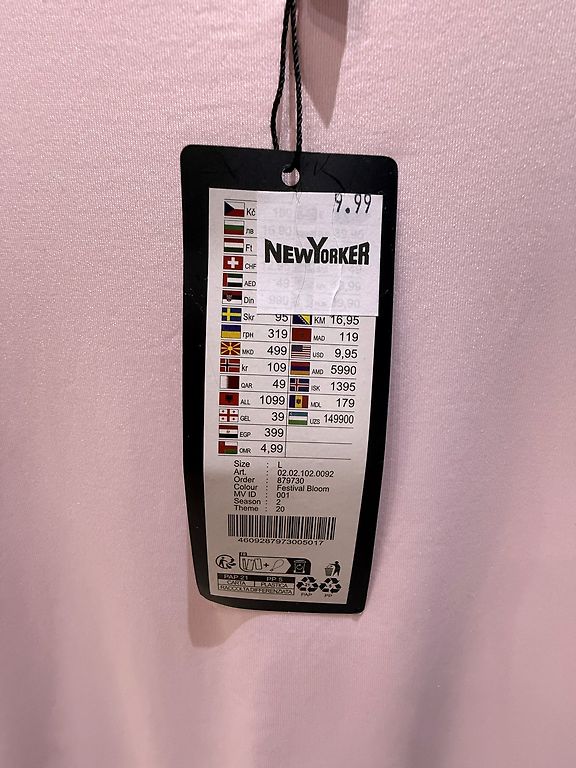 9.99
NEWYORKER
Kč
лв
Ft
CHF
AED
Din
Skr 95 KM 16,95
грн 319 MAD 119
MKD 499 USD 9,95
kr 109 AMD 5990
QAR 49 ISK 1395
ALL 1099 MDL 179
GEL 39 UZS 149900
EGP 399
OMR 4,99
Size : L
Art. : 02.02.102.0092
Order : 879730
Colour : Festival Bloom
MV ID : 001
Season : 2
Theme : 20
4609287973005017
FR
PAP 21 PP 5
CARTA PLASTICA
RACCOLTA DIFFERENZIATA
PAP PP